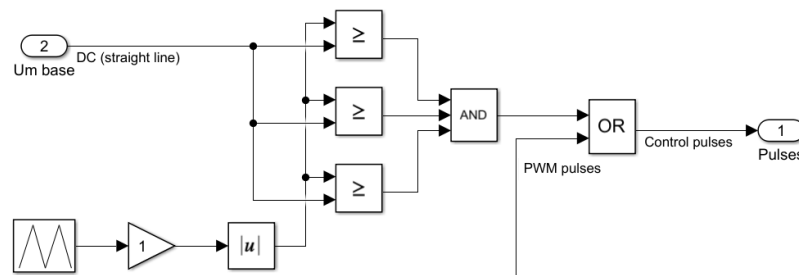 ≥
2
DC (straight line)
Um base
≥
AND
OR
1
PWM pulses
Control pulses
Pulses
≥
1
|u|